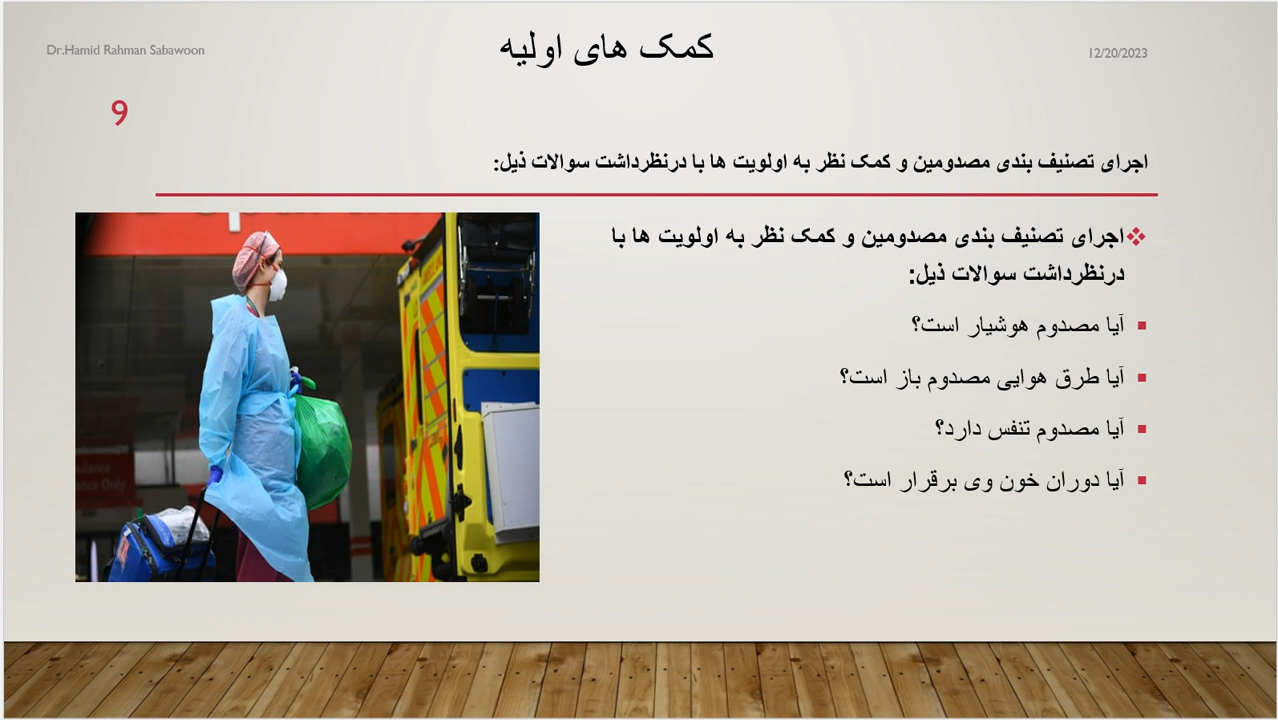 Dr.Hamid Rahman Sabawoon
کمک های اولیه
12/20/2023
9
اجرای تصنیف بندی مصدومین و کمک نظر به اولویت ها با درنظرداشت سوالات ذیل:
اجرای تصنیف بندی مصدومین و کمک نظر به اولویت ها با
درنظرداشت سوالات ذیل:
آیا مصدوم هوشیار است؟
آیا طرق هوایی مصدوم باز است؟
آیا مصدوم تنفس دارد؟
آیا دوران خون وی برقرار است؟